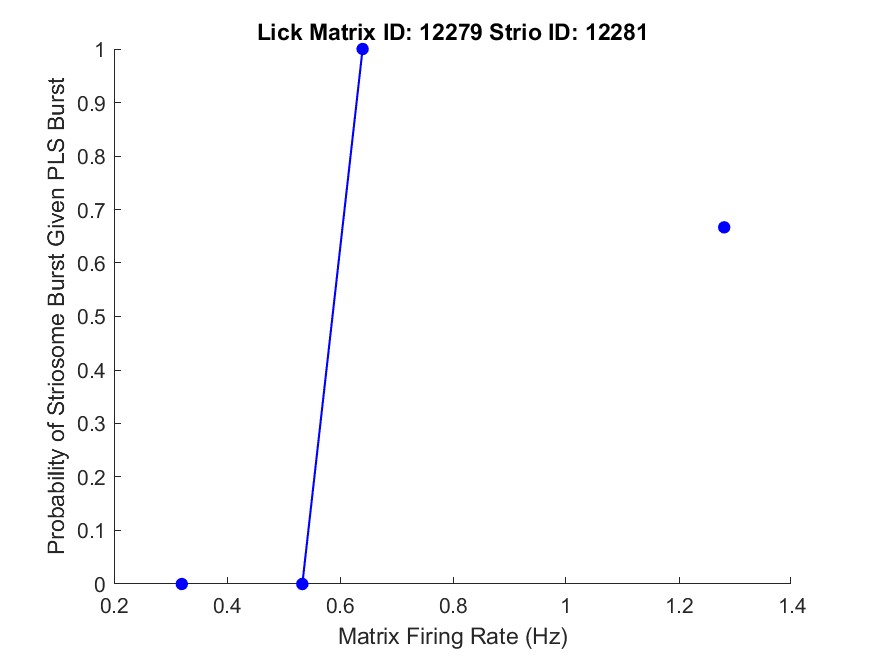 Lick Matrix ID: 12279 Strio ID: 12281
Probability of Striosome Burst Given PLS Burst
1
0.9
0.8
0.7
0.6
0.5
0.4
0.3
0.2
0.1
0
0.2 0.4 0.6 0.8 1 1.2 1.4
Matrix Firing Rate (Hz)